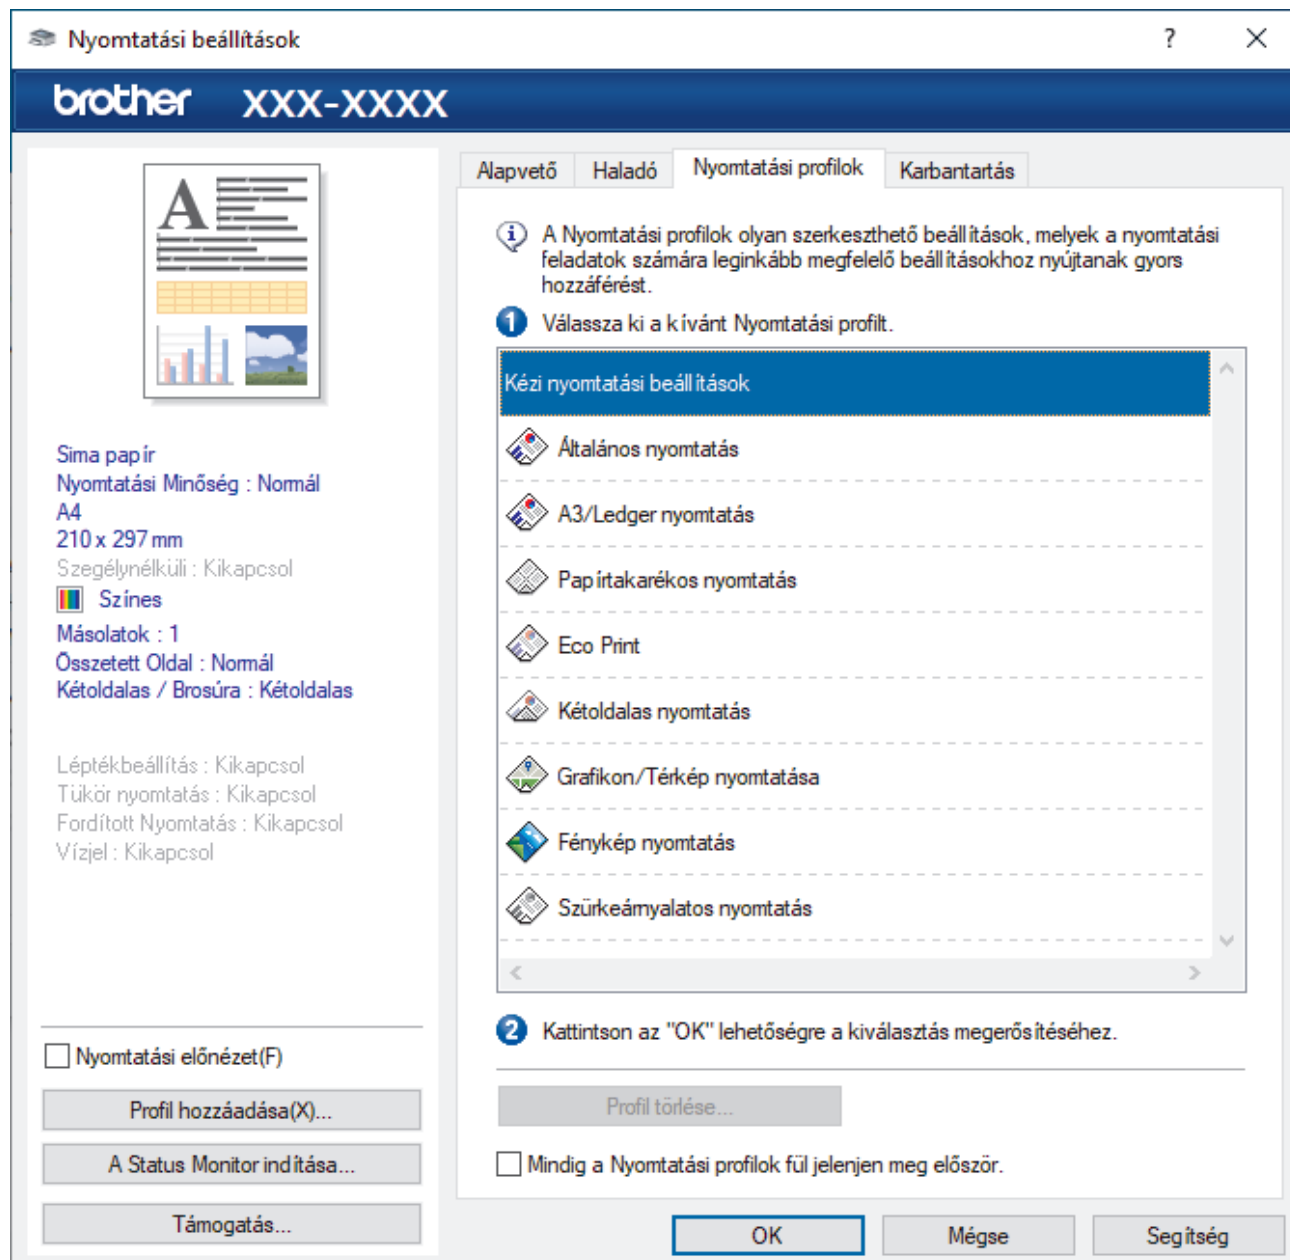 Nyomtatási beállítások
?
brother XXX-XXXX
A
Sima papír
Nyomtatási Minőség : Normál
A4
210 x 297 mm
Szegélynélküli : Kikapcsol
Színes
Másolatok : 1
Összetett Oldal : Normál
Kétoldalas / Brosúra : Kétoldalas
Léptékbeállítás : Kikapcsol
Tükör nyomtatás : Kikapcsol
Fordított Nyomtatás : Kikapcsol
Vízjel : Kikapcsol
Nyomtatási előnézet(F)
Profil hozzáadása(X)...
A Status Monitor indítása...
Támogatás...
Alapvető Haladó Nyomtatási profilok Karbantartás
A Nyomtatási profilok olyan szerkeszthető beállítások, melyek a nyomtatási
feladatok számára leginkább megfelelő beállításokhoz nyújtanak gyors
hozzáférést.
1 Válassza ki a kívánt Nyomtatási profilt.
Kézi nyomtatási beállítások
Általános nyomtatás
A3/Ledger nyomtatás
Papírtakarékos nyomtatás
Eco Print
Kétoldalas nyomtatás
Grafikon/Térkép nyomtatása
Fénykép nyomtatás
Szürkeárnyalatos nyomtatás
2 Kattintson az "OK" lehetőségre a kiválasztás megerősítéséhez.
Profil törlése...
Mindig a Nyomtatási profilok fül jelenjen meg először.
OK Mégse Segítség